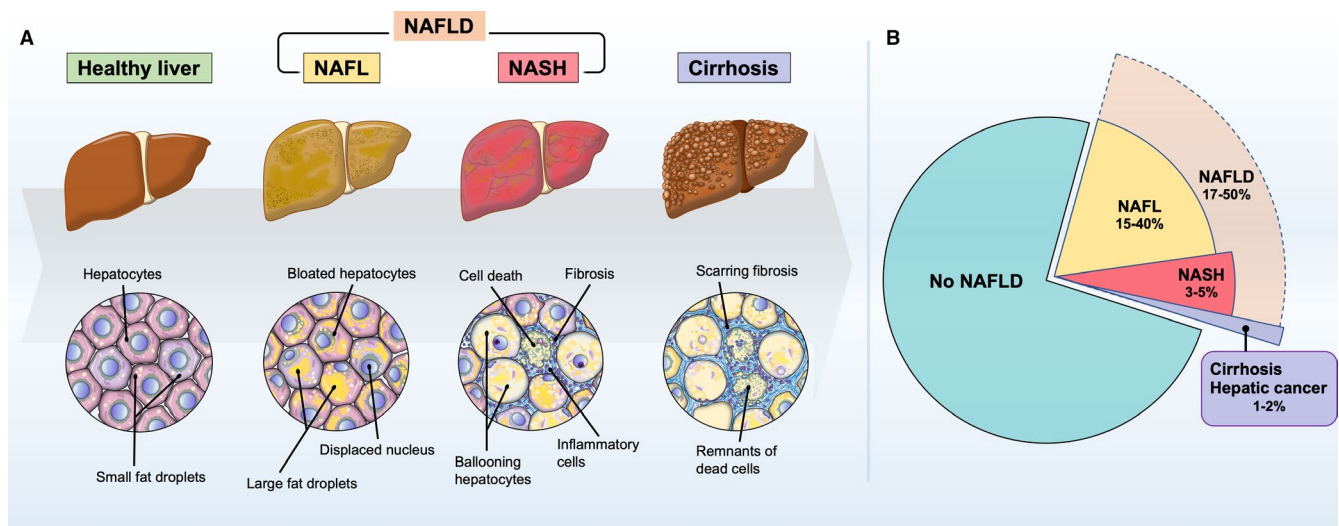 A
NAFLD
Healthy liver
NAFL
NASH
Cirrhosis
Hepatocytes
Small fat droplets
Bloated hepatocytes
Displaced nucleus
Large fat droplets
Cell death
Fibrosis
Ballooning
hepatocytes
Inflammatory
cells
Scarring fibrosis
Remnants of
dead cells
B
No NAFLD
NAFL
15-40%
NAFLD
17-50%
NASH
3-5%
Cirrhosis
Hepatic cancer
1-2%